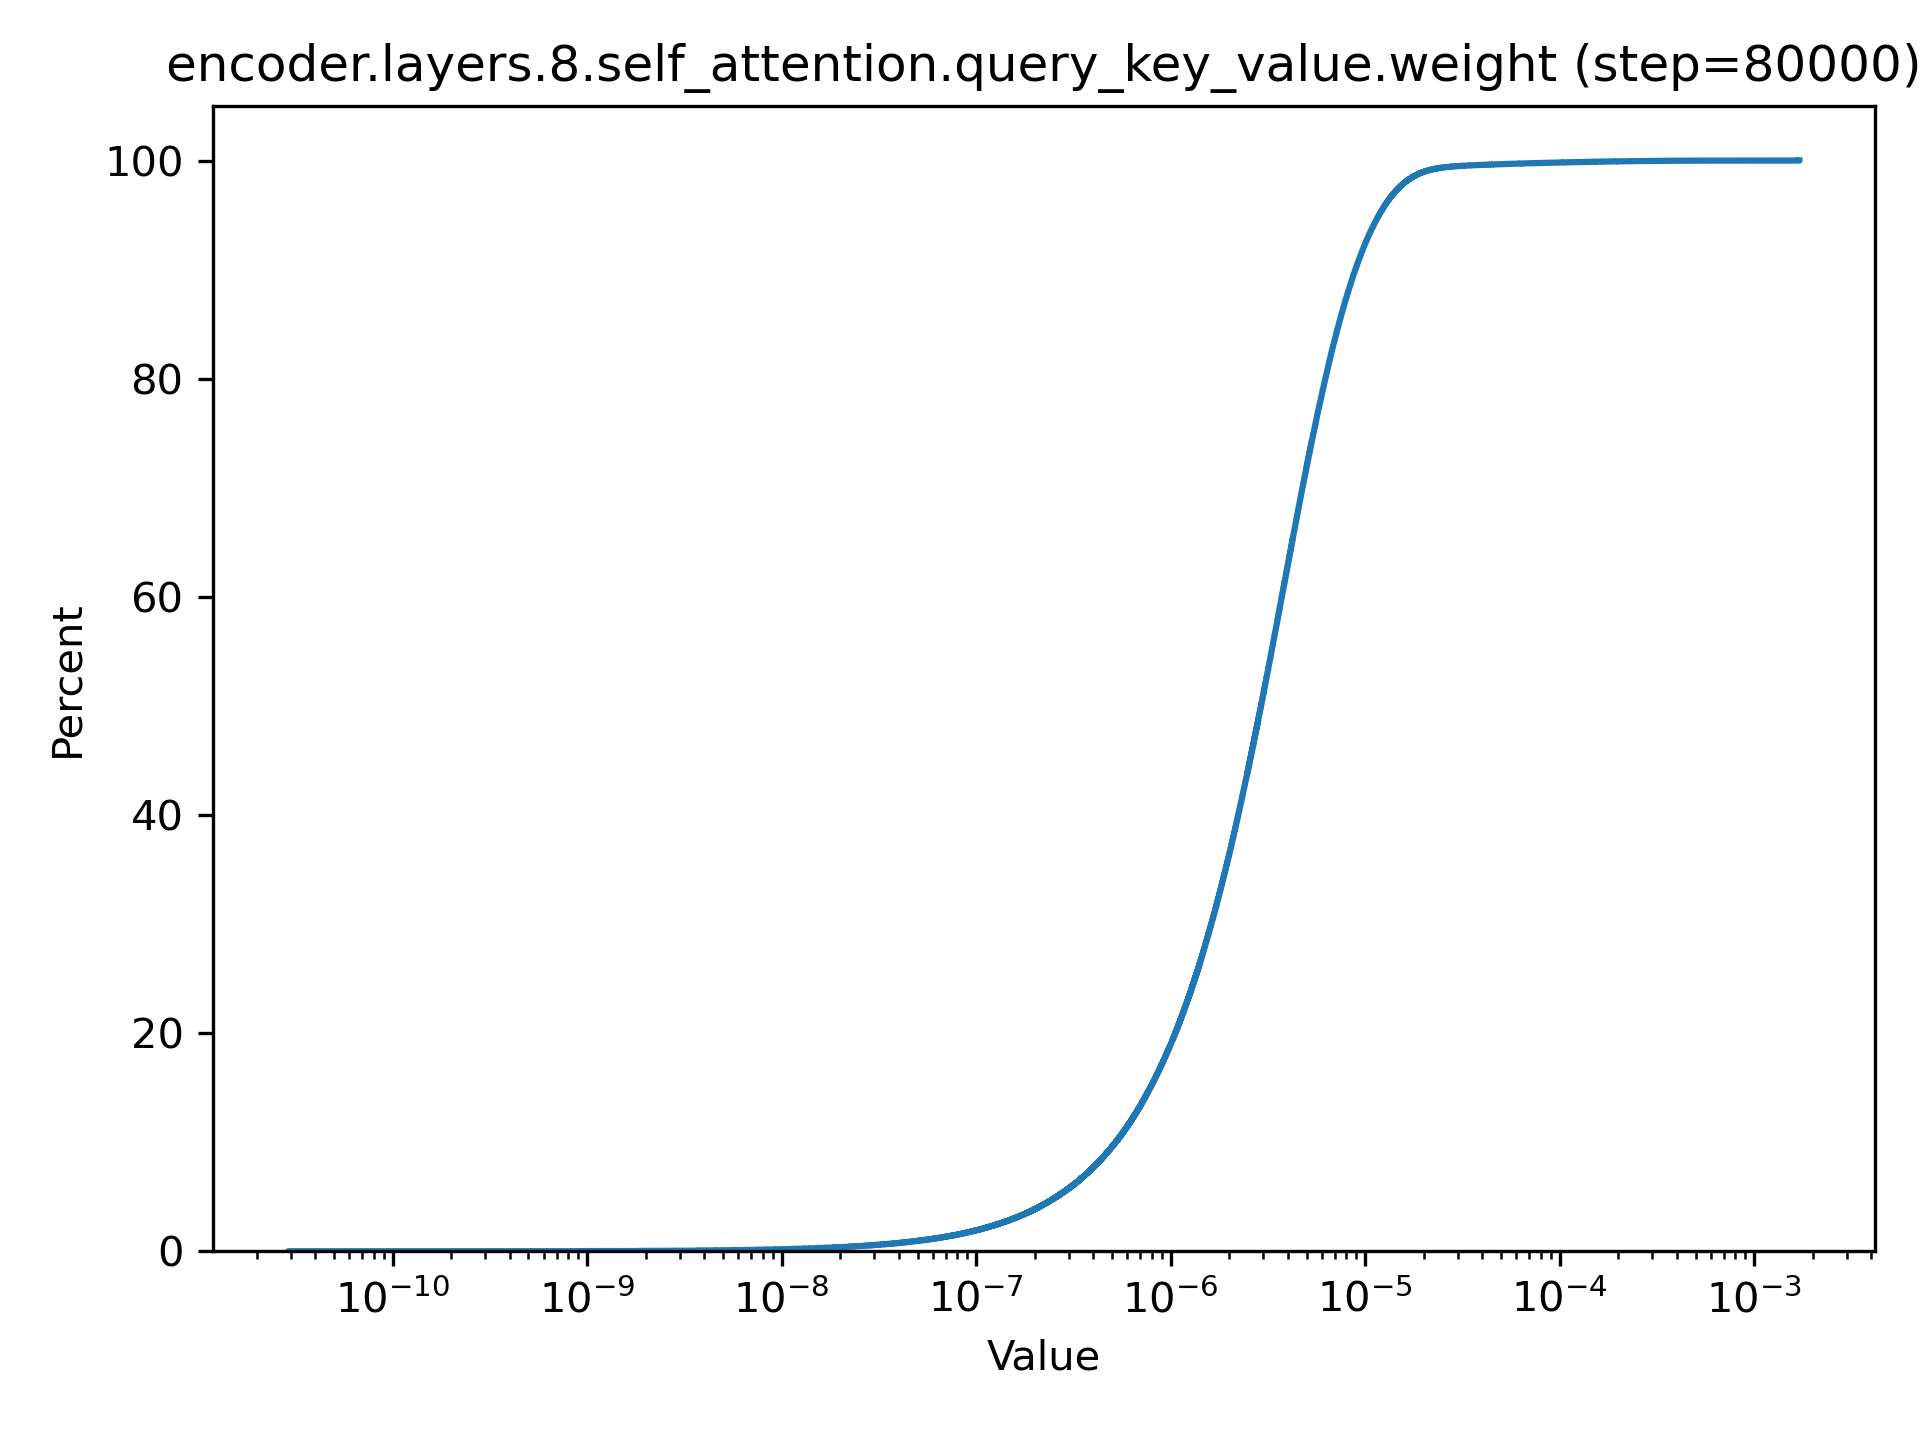 encoder.layers.8.self_attention.query_key_value.weight (step=80000)
100
80
60
40
20
0
Percent
10⁻¹⁰ 10⁻⁹ 10⁻⁸ 10⁻⁷ 10⁻⁶ 10⁻⁵ 10⁻⁴ 10⁻³
Value